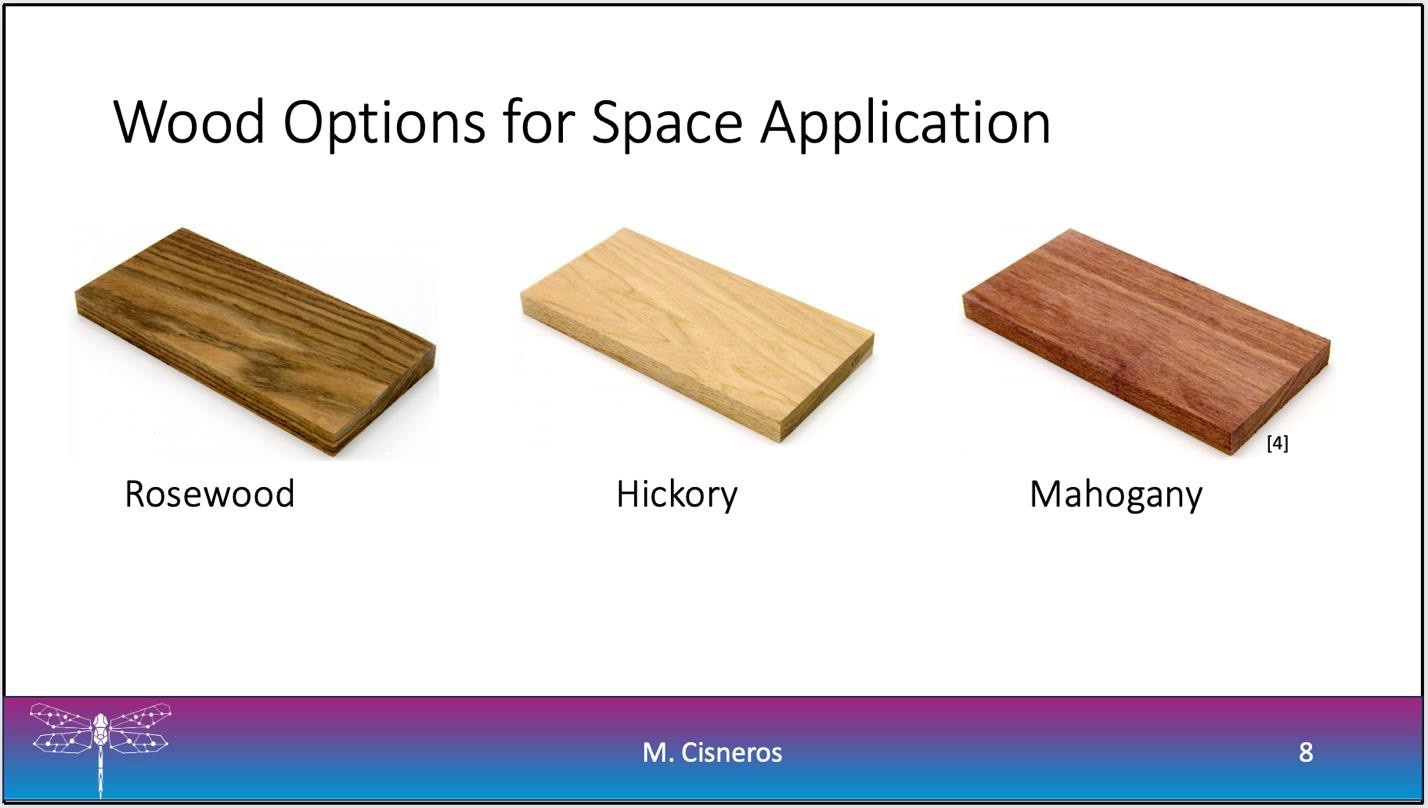 Wood Options for Space Application
[4]
Rosewood
Hickory
Mahogany
M. Cisneros
8